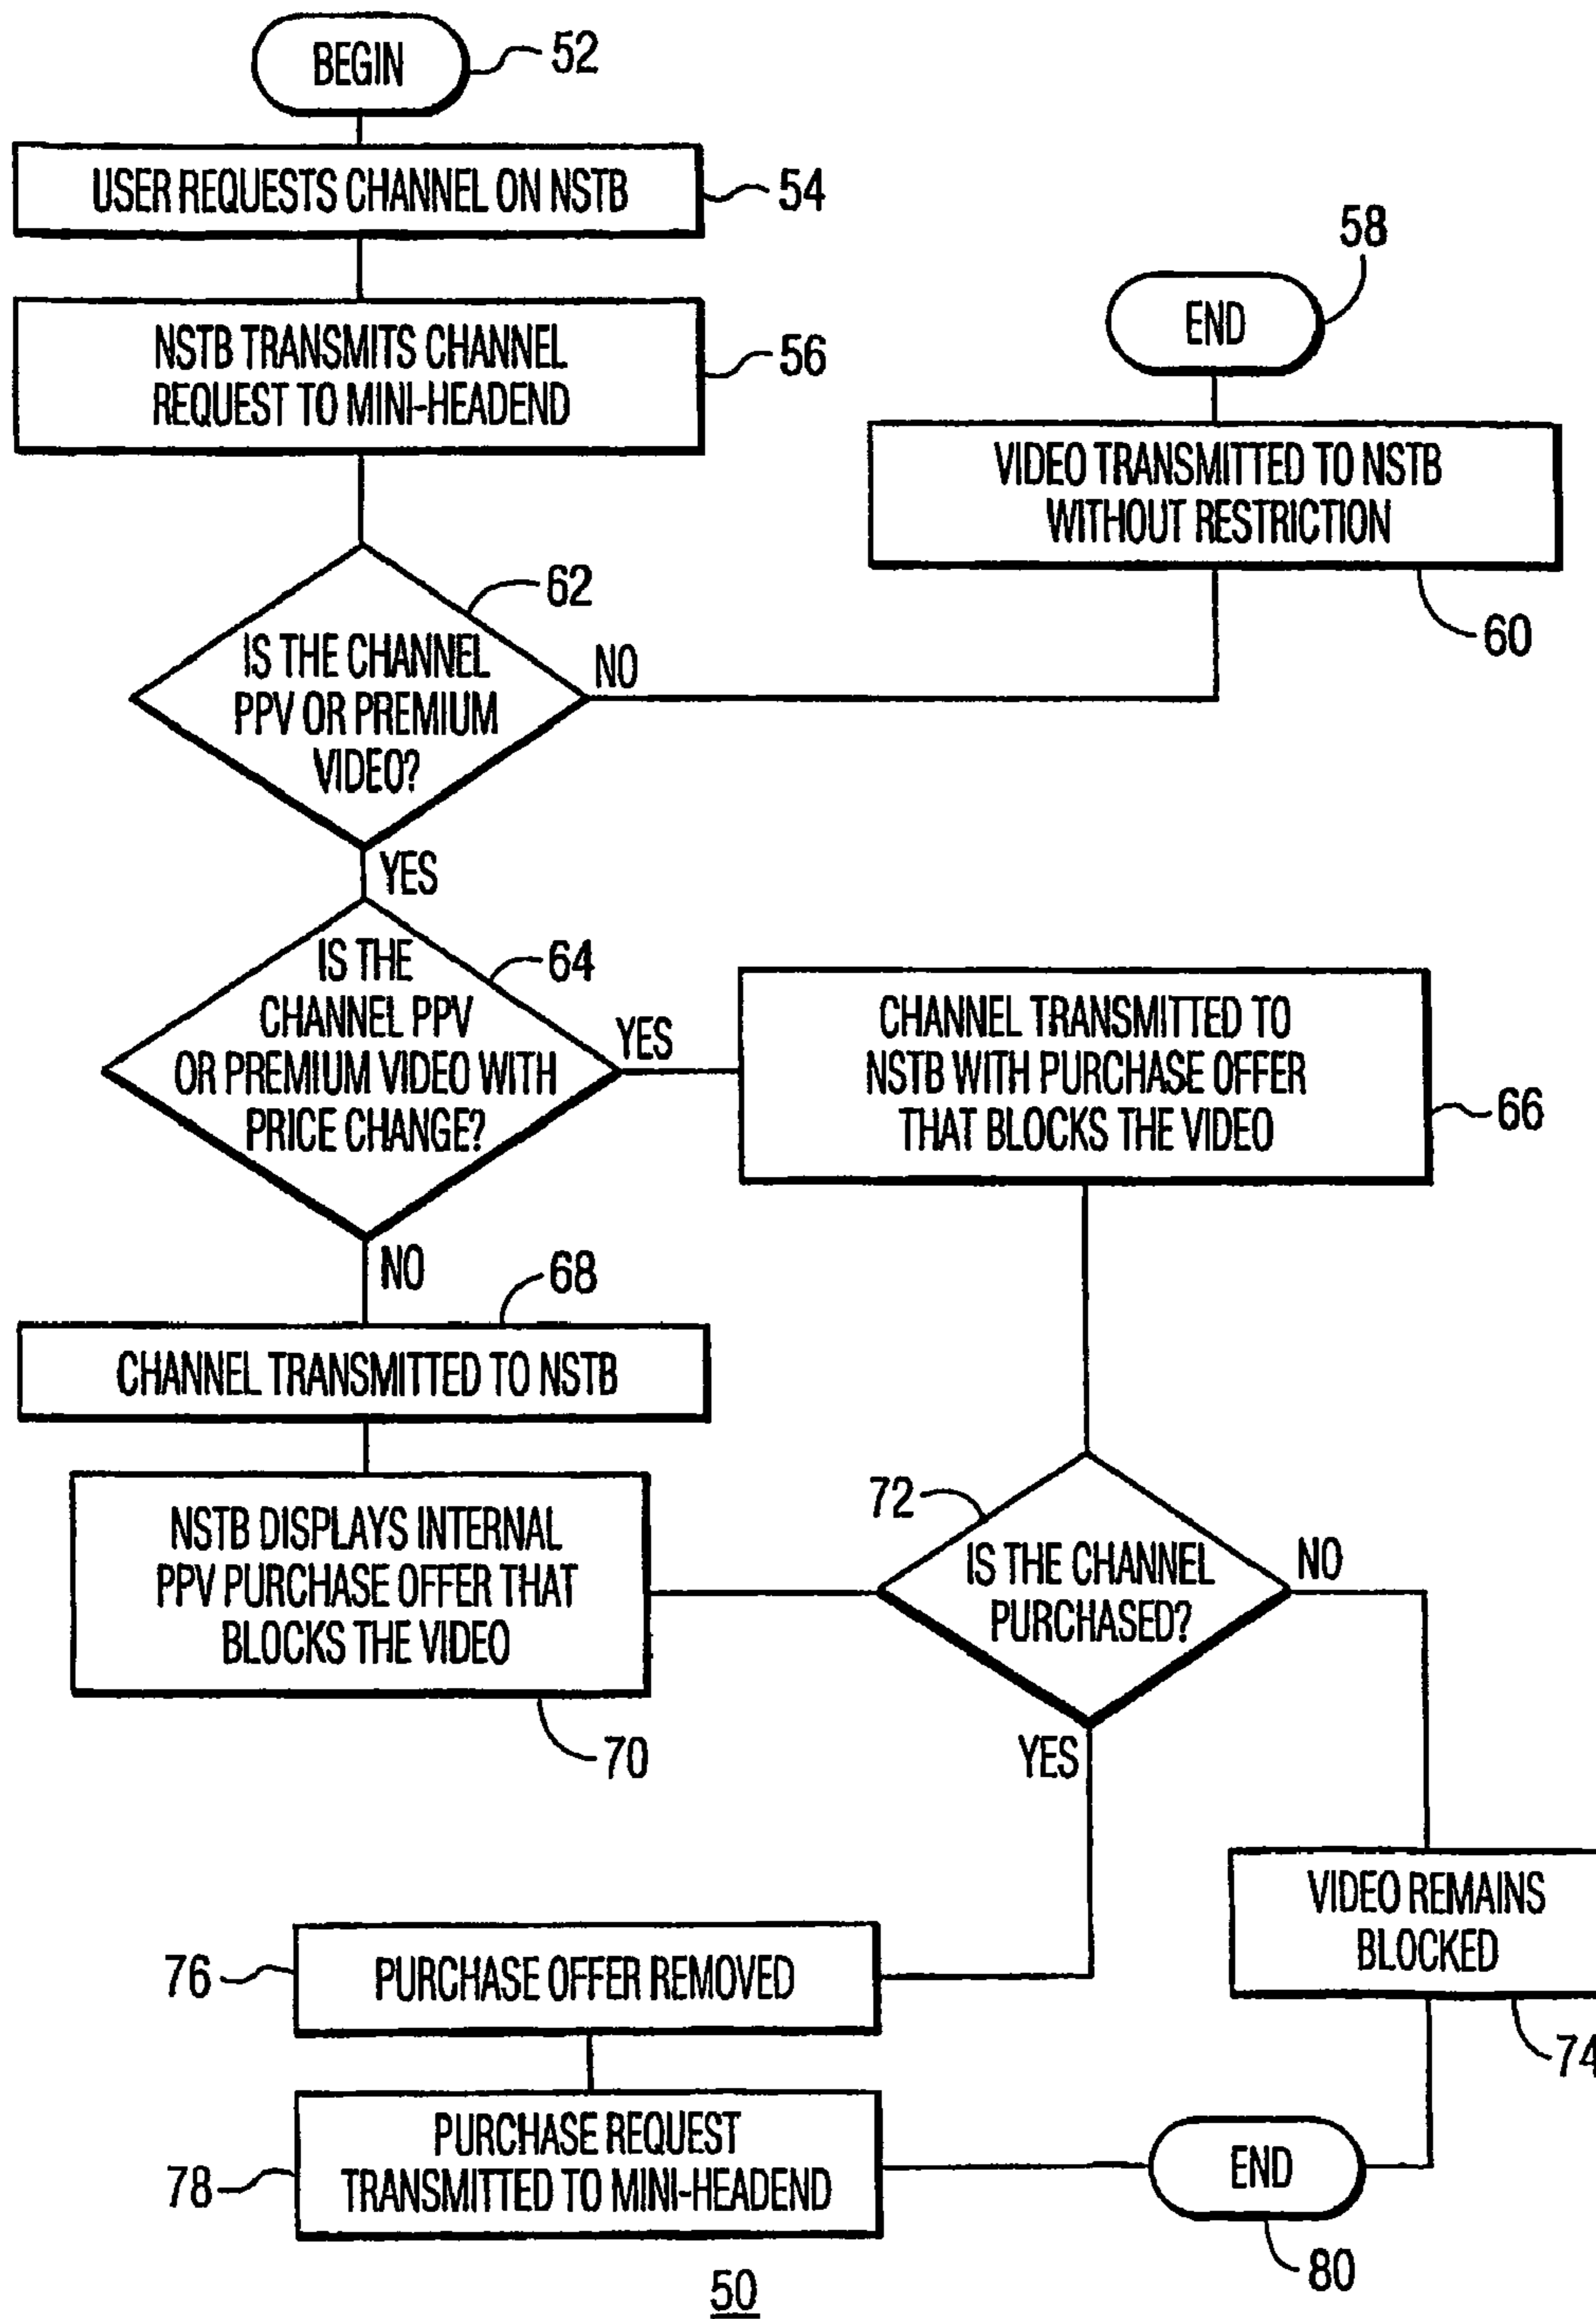 BEGIN
52
USER REQUESTS CHANNEL ON NSTB
54
NSTB TRANSMITS CHANNEL
REQUEST TO MINI-HEADEND
56
58
END
VIDEO TRANSMITTED TO NSTB
WITHOUT RESTRICTION
60
62
IS THE CHANNEL
PPV OR PREMIUM
VIDEO?
NO
YES
64
IS THE
CHANNEL PPV
OR PREMIUM VIDEO WITH
PRICE CHANGE?
YES
CHANNEL TRANSMITTED TO
NSTB WITH PURCHASE OFFER
THAT BLOCKS THE VIDEO
66
NO
68
CHANNEL TRANSMITTED TO NSTB
NSTB DISPLAYS INTERNAL
PPV PURCHASE OFFER THAT
BLOCKS THE VIDEO
70
72
IS THE CHANNEL
PURCHASED?
NO
YES
VIDEO REMAINS
BLOCKED
74
76
PURCHASE OFFER REMOVED
78
PURCHASE REQUEST
TRANSMITTED TO MINI-HEADEND
END
80
50